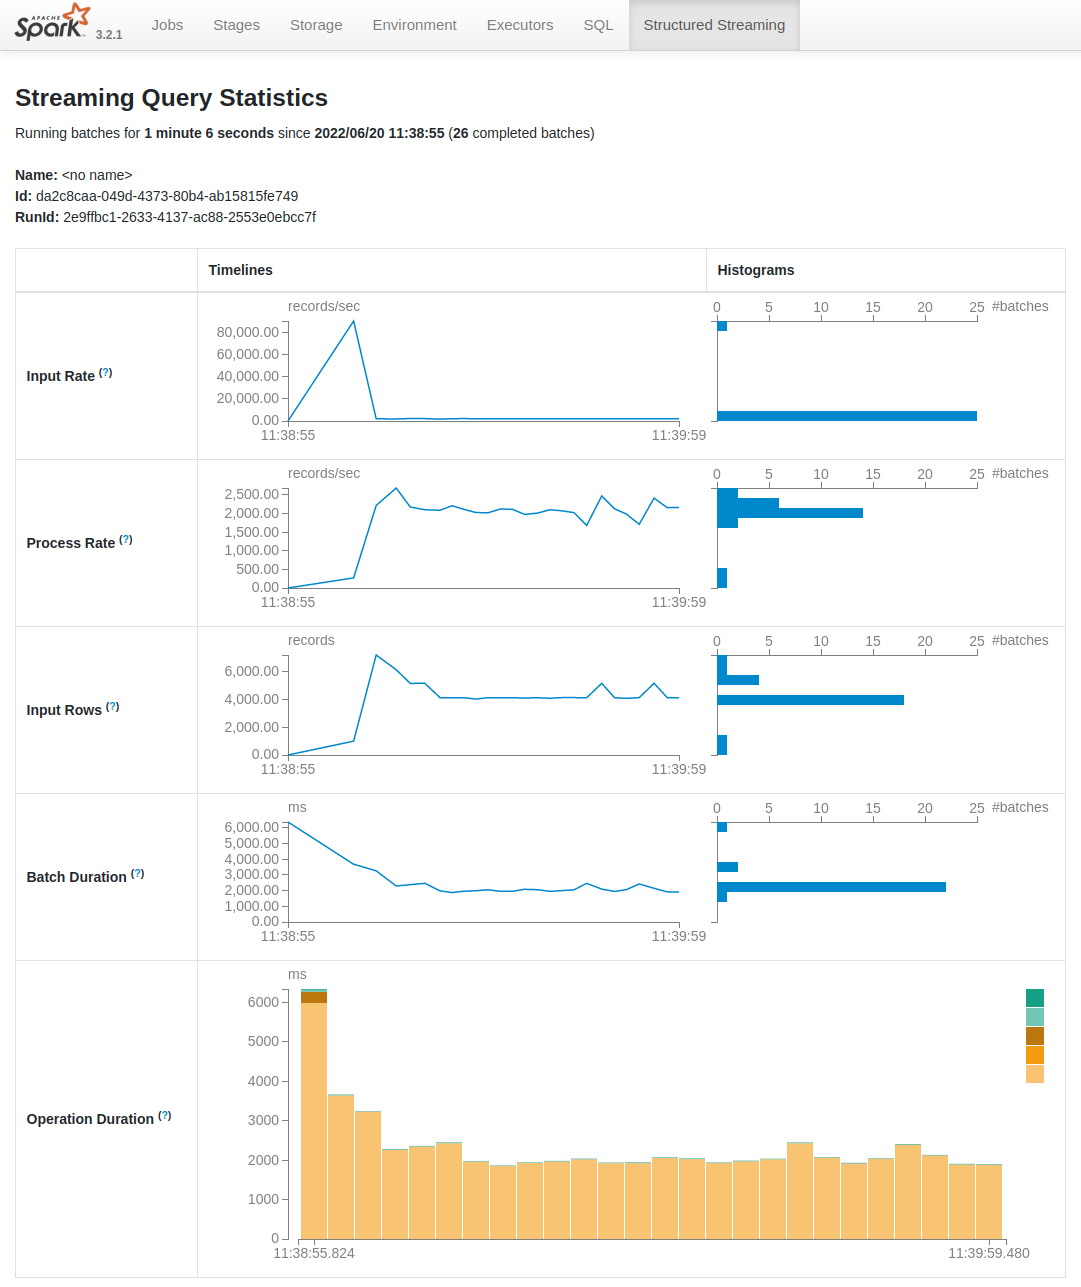 APACHE
Spark 3.2.1 Jobs Stages Storage Environment Executors SQL Structured Streaming
Streaming Query Statistics
Running batches for 1 minute 6 seconds since 2022/06/20 11:38:55 (26 completed batches)
Name: <no name>
Id: da2c8caa-049d-4373-80b4-ab15815fe749
RunId: 2e9ffbc1-2633-4137-ac88-2553e0ebcc7f
Timelines Histograms
Input Rate (?)
records/sec
80,000.00
60,000.00
40,000.00
20,000.00
0.00
11:38:55 11:39:59
0 5 10 15 20 25 #batches
Process Rate (?)
records/sec
2,500.00
2,000.00
1,500.00
1,000.00
500.00
0.00
11:38:55 11:39:59
0 5 10 15 20 25 #batches
Input Rows (?)
records
6,000.00
4,000.00
2,000.00
0.00
11:38:55 11:39:59
0 5 10 15 20 25 #batches
Batch Duration (?)
ms
6,000.00
5,000.00
4,000.00
3,000.00
2,000.00
1,000.00
0.00
11:38:55 11:39:59
0 5 10 15 20 25 #batches
Operation Duration (?)
ms
6000
5000
4000
3000
2000
1000
0
11:38:55.824 11:39:59.480